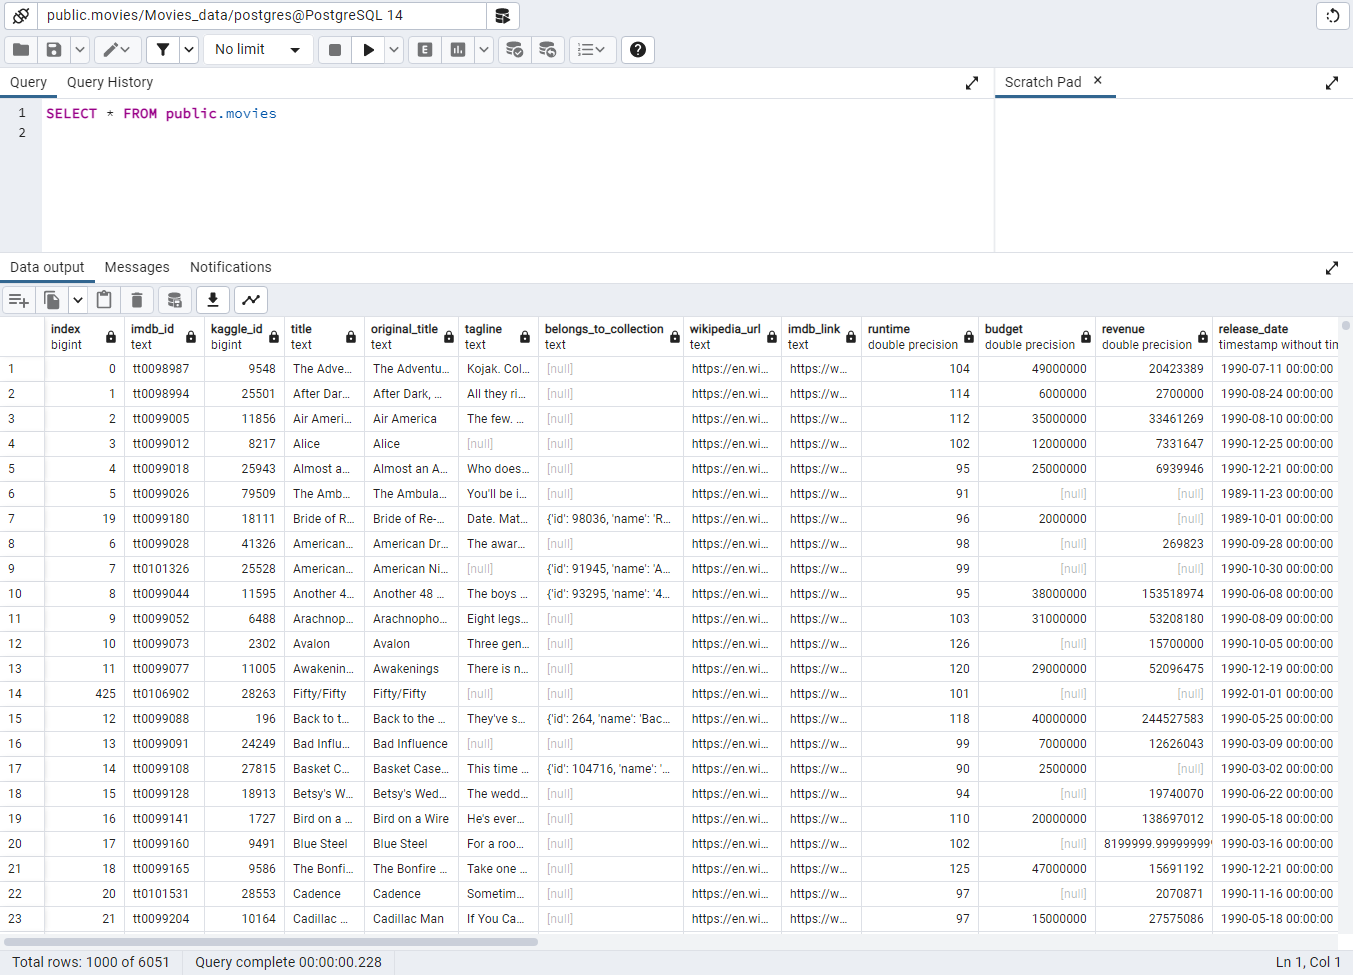 public.movies/Movies_data/postgres@PostgreSQL 14
No limit
E
Query Query History Scratch Pad
1 SELECT * FROM public.movies
2
Data output Messages Notifications
index imdb_id kaggle_id title original_title tagline belongs_to_collection wikipedia_url imdb_link runtime budget revenue release_date
bigint text bigint text text text text text text double precision double precision double precision timestamp without tim
1 0 tt0098987 9548 The Adve... The Adventu... Kojak. Col... [null] https://en.wi... https://w... 104 49000000 20423389 1990-07-11 00:00:00
2 1 tt0098994 25501 After Dar... After Dark, ... All they ri... [null] https://en.wi... https://w... 114 6000000 2700000 1990-08-24 00:00:00
3 2 tt0099005 11856 Air Ameri... Air America The few. ... [null] https://en.wi... https://w... 112 35000000 33461269 1990-08-10 00:00:00
4 3 tt0099012 8217 Alice Alice [null] [null] https://en.wi... https://w... 102 12000000 7331647 1990-12-25 00:00:00
5 4 tt0099018 25943 Almost a... Almost an A... Who does... [null] https://en.wi... https://w... 95 25000000 6939946 1990-12-21 00:00:00
6 5 tt0099026 79509 The Amb... The Ambula... You'll be i... [null] https://en.wi... https://w... 91 [null] [null] 1989-11-23 00:00:00
7 19 tt0099180 18111 Bride of R... Bride of Re-... Date. Mat... {'id': 98036, 'name': 'R... https://en.wi... https://w... 96 2000000 [null] 1989-10-01 00:00:00
8 6 tt0099028 41326 American... American Dr... The awar... [null] https://en.wi... https://w... 98 [null] 269823 1990-09-28 00:00:00
9 7 tt0101326 25528 American... American Ni... [null] {'id': 91945, 'name': 'A... https://en.wi... https://w... 99 [null] [null] 1990-10-30 00:00:00
10 8 tt0099044 11595 Another 4... Another 48 ... The boys ... {'id': 93295, 'name': '4... https://en.wi... https://w... 95 38000000 153518974 1990-06-08 00:00:00
11 9 tt0099052 6488 Arachnop... Arachnopho... Eight legs... [null] https://en.wi... https://w... 103 31000000 53208180 1990-08-09 00:00:00
12 10 tt0099073 2302 Avalon Avalon Three gen... [null] https://en.wi... https://w... 126 [null] 15700000 1990-10-05 00:00:00
13 11 tt0099077 11005 Awakenin... Awakenings There is n... [null] https://en.wi... https://w... 120 29000000 52096475 1990-12-19 00:00:00
14 425 tt0106902 28263 Fifty/Fifty Fifty/Fifty [null] [null] https://en.wi... https://w... 101 [null] [null] 1992-01-01 00:00:00
15 12 tt0099088 196 Back to t... Back to the ... They've s... {'id': 264, 'name': 'Bac... https://en.wi... https://w... 118 40000000 244527583 1990-05-25 00:00:00
16 13 tt0099091 24249 Bad Influ... Bad Influence [null] [null] https://en.wi... https://w... 99 7000000 12626043 1990-03-09 00:00:00
17 14 tt0099108 27815 Basket C... Basket Case... This time ... {'id': 104716, 'name': '... https://en.wi... https://w... 90 2500000 [null] 1990-03-02 00:00:00
18 15 tt0099128 18913 Betsy's W... Betsy's Wed... The wedd... [null] https://en.wi... https://w... 94 [null] 19740070 1990-06-22 00:00:00
19 16 tt0099141 1727 Bird on a ... Bird on a Wire He's ever... [null] https://en.wi... https://w... 110 20000000 138697012 1990-05-18 00:00:00
20 17 tt0099160 9491 Blue Steel Blue Steel For a roo... [null] https://en.wi... https://w... 102 [null] 8199999.999999999 1990-03-16 00:00:00
21 18 tt0099165 9586 The Bonfi... The Bonfire ... Take one ... [null] https://en.wi... https://w... 125 47000000 15691192 1990-12-21 00:00:00
22 20 tt0101531 28553 Cadence Cadence Sometim... [null] https://en.wi... https://w... 97 [null] 2070871 1990-11-16 00:00:00
23 21 tt0099204 10164 Cadillac ... Cadillac Man If You Ca... [null] https://en.wi... https://w... 97 15000000 27575086 1990-05-18 00:00:00
Total rows: 1000 of 6051 Query complete 00:00:00.228 Ln 1, Col 1